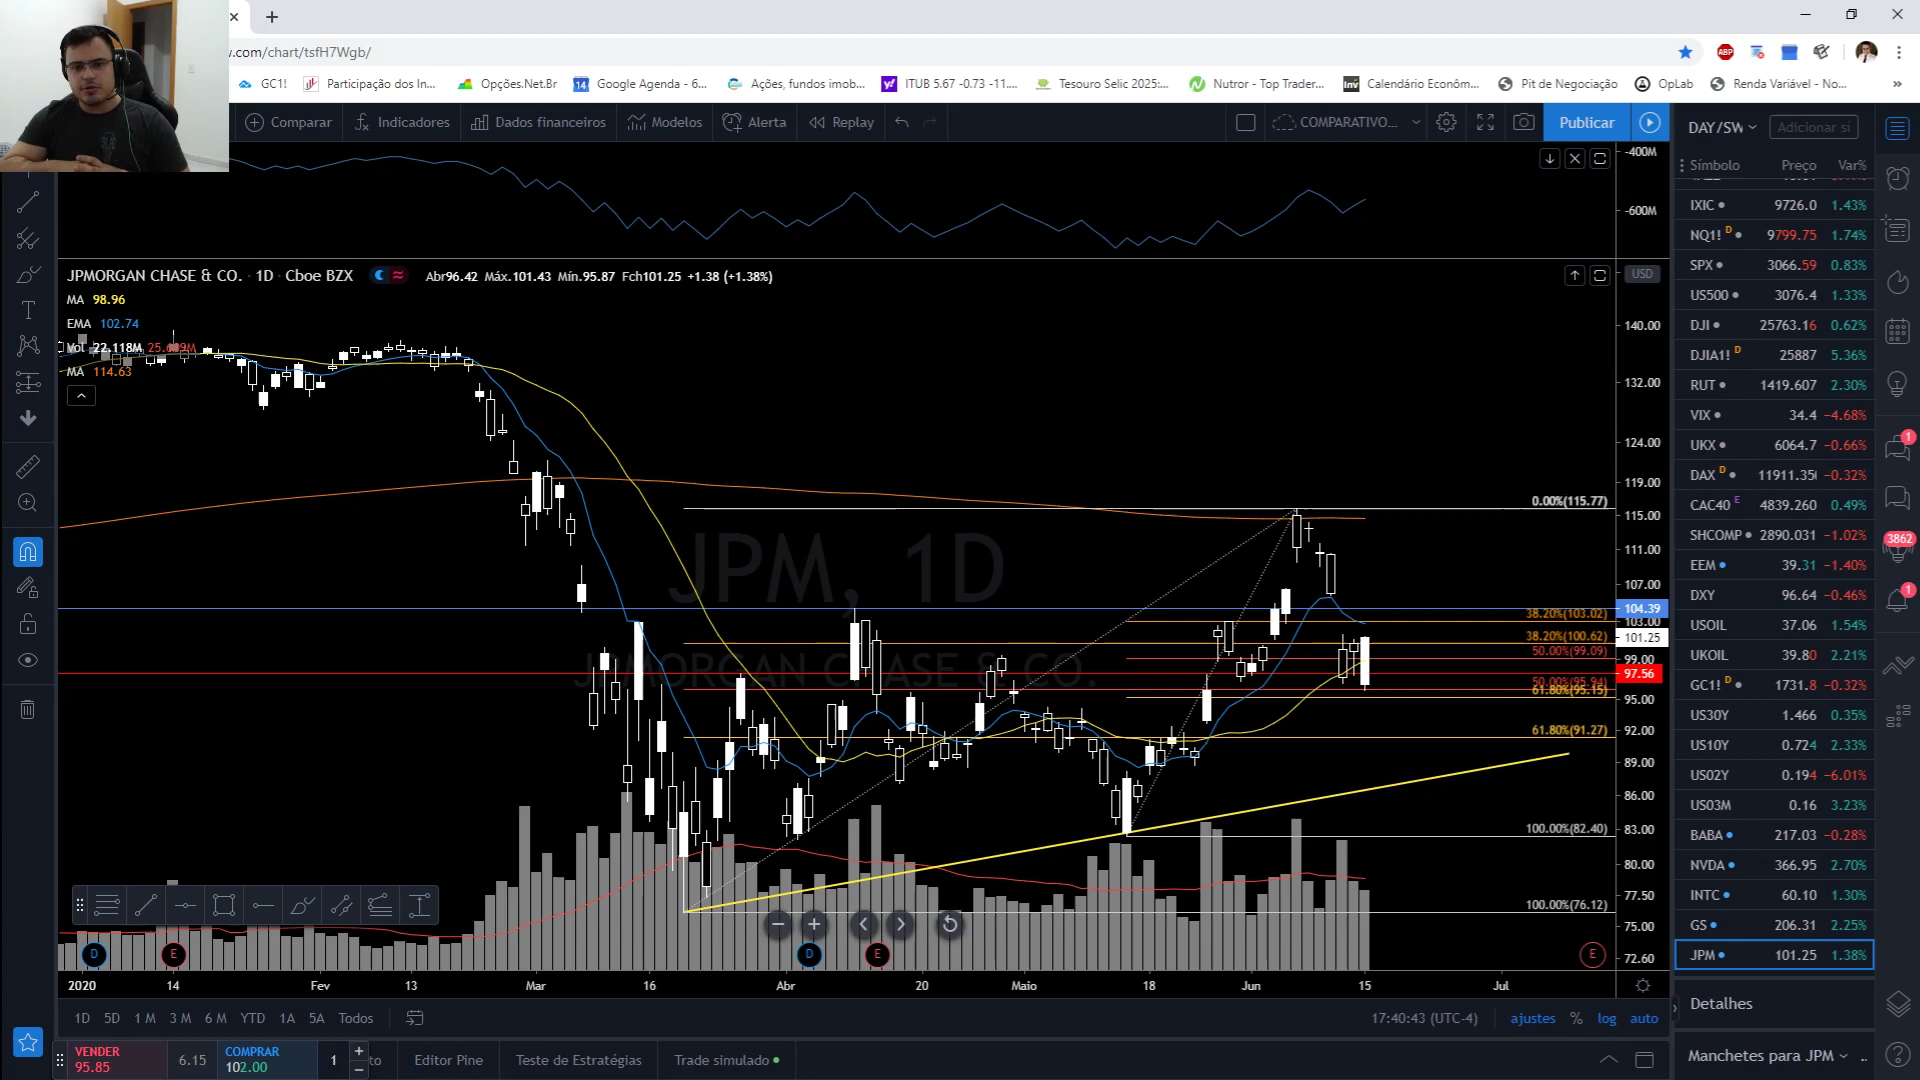 w.com/chart/tsfH7Wgb/
GC1!
Participação dos In...
Opções.Net.Br
Google Agenda - 6...
Ações, fundos imob...
ITUB 5.67 -0.73 -11....
Tesouro Selic 2025:...
Nutror - Top Trader...
Calendário Econôm...
Pit de Negociação
OpLab
Renda Variável - No...
Comparar
Indicadores
Dados financeiros
Modelos
Alerta
Replay
COMPARATIVO...
Publicar
DAY/SW
Adicionar sí
Símbolo Preço Var%
IXIC 9726.0 1.43%
NQ1! D 9799.75 1.74%
SPX 3066.59 0.83%
US500 3076.4 1.33%
DJI 25763.16 0.62%
DJIA1! D 25887 5.36%
RUT 1419.607 2.30%
VIX 34.4 −4.68%
UKX 6064.7 −0.66%
DAX D 11911.35 −0.32%
CAC40 E 4839.260 0.49%
SHCOMP 2890.031 −1.02%
EEM 39.31 −1.40%
DXY 96.64 −0.46%
USOIL 37.06 1.54%
UKOIL 39.80 2.21%
GC1! D 1731.8 −0.32%
US30Y 1.466 0.35%
US10Y 0.724 2.33%
US02Y 0.194 −6.01%
US03M 0.16 3.23%
BABA 217.03 −0.28%
NVDA 366.95 2.70%
INTC 60.10 1.30%
GS 206.31 2.25%
JPM 101.25 1.38%
Detalhes
Manchetes para JPM
1
3862
1
-400M
-600M
JPMORGAN CHASE & CO. · 1D · Cboe BZX
Abr96.42 Máx.101.43 Mín.95.87 Fch101.25 +1.38 (+1.38%)
USD
MA 98.96
EMA 102.74
Vol 22.118M
MA 114.63
JPM, 1D
JPMORGAN CHASE & CO.
0.00%(115.77)
38.20%(103.02)
38.20%(100.62)
50.00%(99.09)
50.00%(95.94)
61.80%(95.15)
61.80%(91.27)
100.00%(82.40)
100.00%(76.12)
140.00
132.00
124.00
119.00
115.00
111.00
107.00
104.39
103.00
101.25
99.00
97.56
95.00
92.00
89.00
86.00
83.00
80.00
77.50
75.00
72.60
D
E
D
E
E
2020 14 Fev 13 Mar 16 Abr 20 Maio 18 Jun 15 Jul
1D 5D 1 M 3 M 6 M YTD 1A 5A Todos
17:40:43 (UTC-4)
ajustes % log auto
VENDER
95.85
6.15
COMPRAR
102.00
1
to
Editor Pine
Teste de Estratégias
Trade simulado